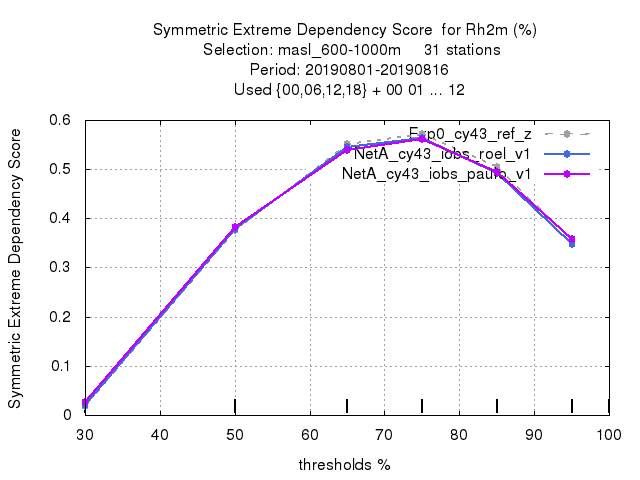 Symmetric Extreme Dependency Score  for Rh2m (%)
Selection: masl_600-1000m     31 stations
Period: 20190801-20190816
Used {00,06,12,18} + 00 01 ... 12
Symmetric Extreme Dependency Score
0.6
0.5
0.4
0.3
0.2
0.1
0
Exp0_cy43_ref_z
NetA_cy43_iobs_roel_v1
NetA_cy43_iobs_paulo_v1
30 40 50 60 70 80 90 100
thresholds %